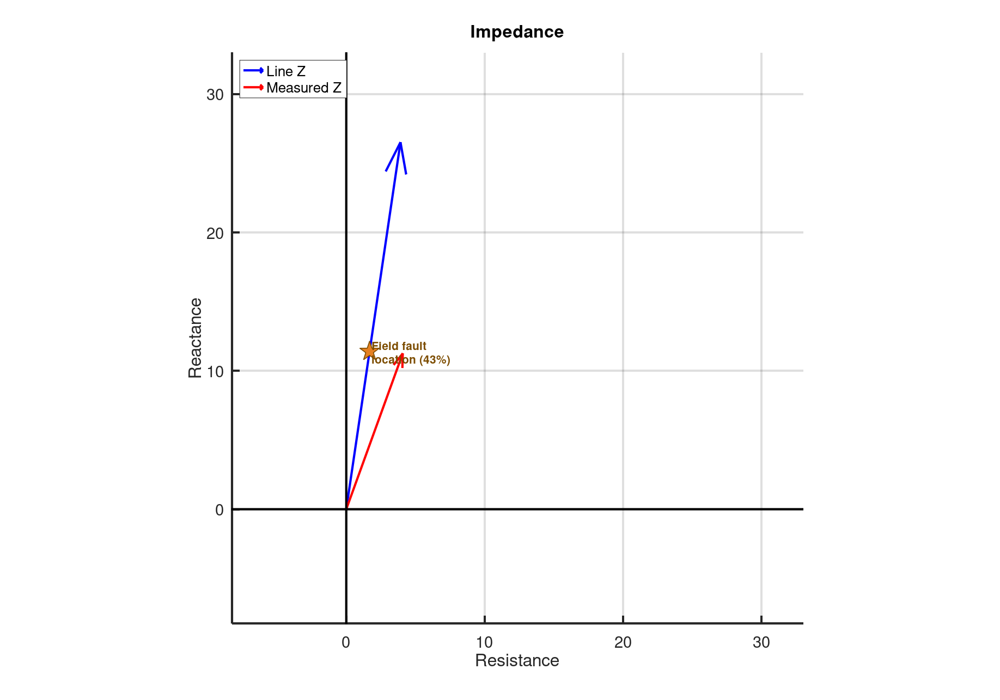 Impedance
Line Z
Measured Z
30
20
10
0
Reactance
Field fault
location (43%)
0
10
20
30
Resistance